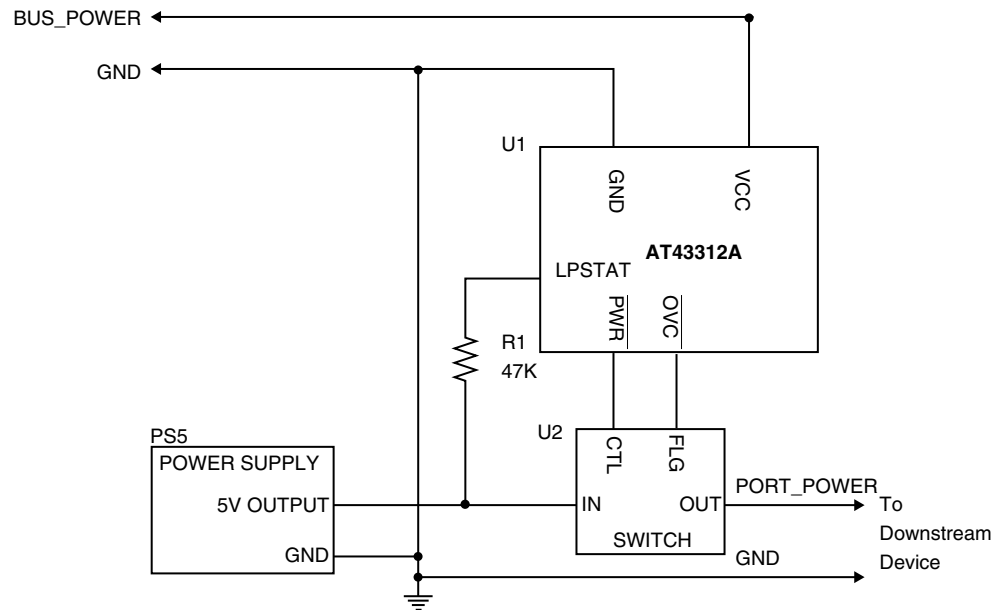 BUS_POWER
GND
U1
GND
VCC
AT43312A
LPSTAT
PWR
OVC
R1
47K
U2
CTL
FLG
PS5
POWER SUPPLY
5V OUTPUT
GND
IN
OUT
SWITCH
PORT_POWER
GND
To
Downstream
Device